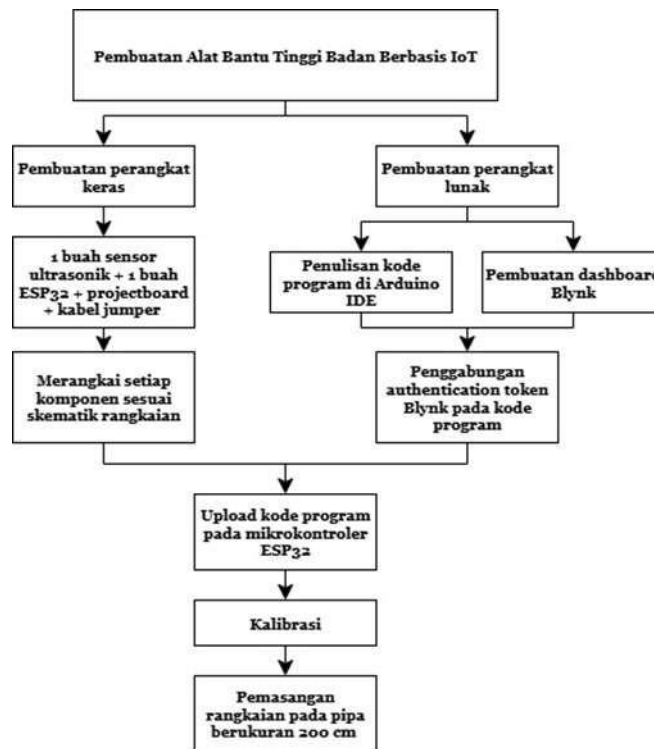 Pembuatan Alat Bantu Tinggi Badan Berbasis IoT
Pembuatan perangkat
keras
Pembuatan perangkat
lunak
1 buah sensor
ultrasonik + 1 buah
ESP32 + projectboard
+ kabel jumper
Penulisan kode
program di Arduino
IDE
Pembuatan dashboard
Blynk
Merangkai setiap
komponen sesuai
skematik rangkaian
Penggabungan
authentication token
Blynk pada kode
program
Upload kode program
pada mikrokontroler
ESP32
Kalibrasi
Pemasangan
rangkaian pada pipa
berukuran 200 cm